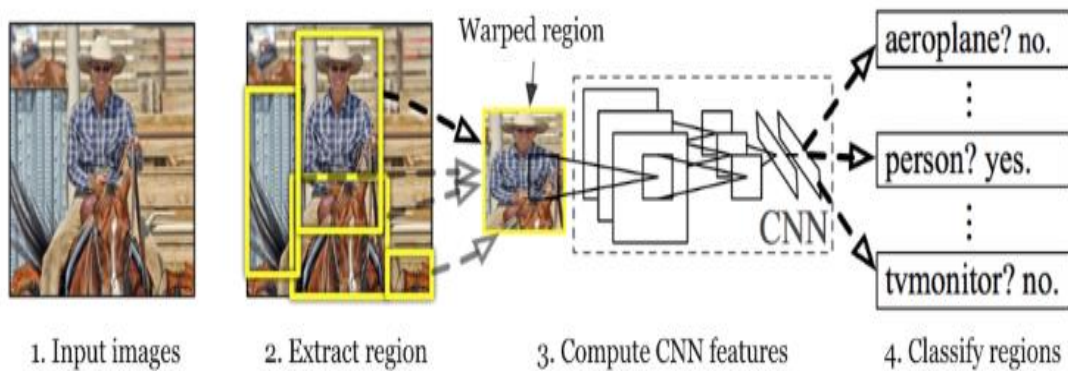 Warped region
aeroplane? no.
person? yes.
CNN
tvmonitor? no.
1. Input images
2. Extract region
3. Compute CNN features
4. Classify regions